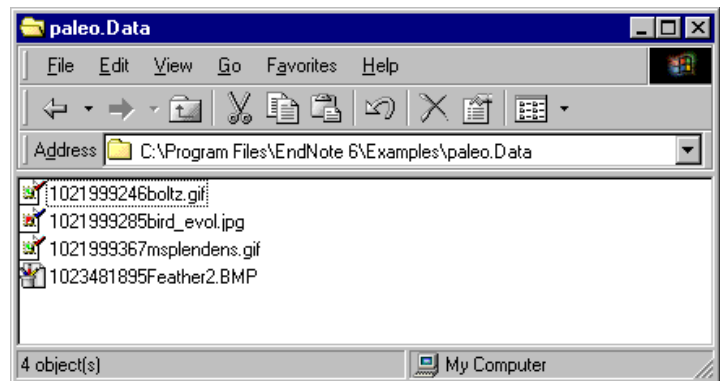 paleo.Data
File Edit View Go Favorites Help
Address C:\Program Files\EndNote 6\Examples\paleo.Data
1021999246boltz.gif
1021999285bird_evol.jpg
1021999367msplendens.gif
1023481895Feather2.BMP
4 object(s) My Computer